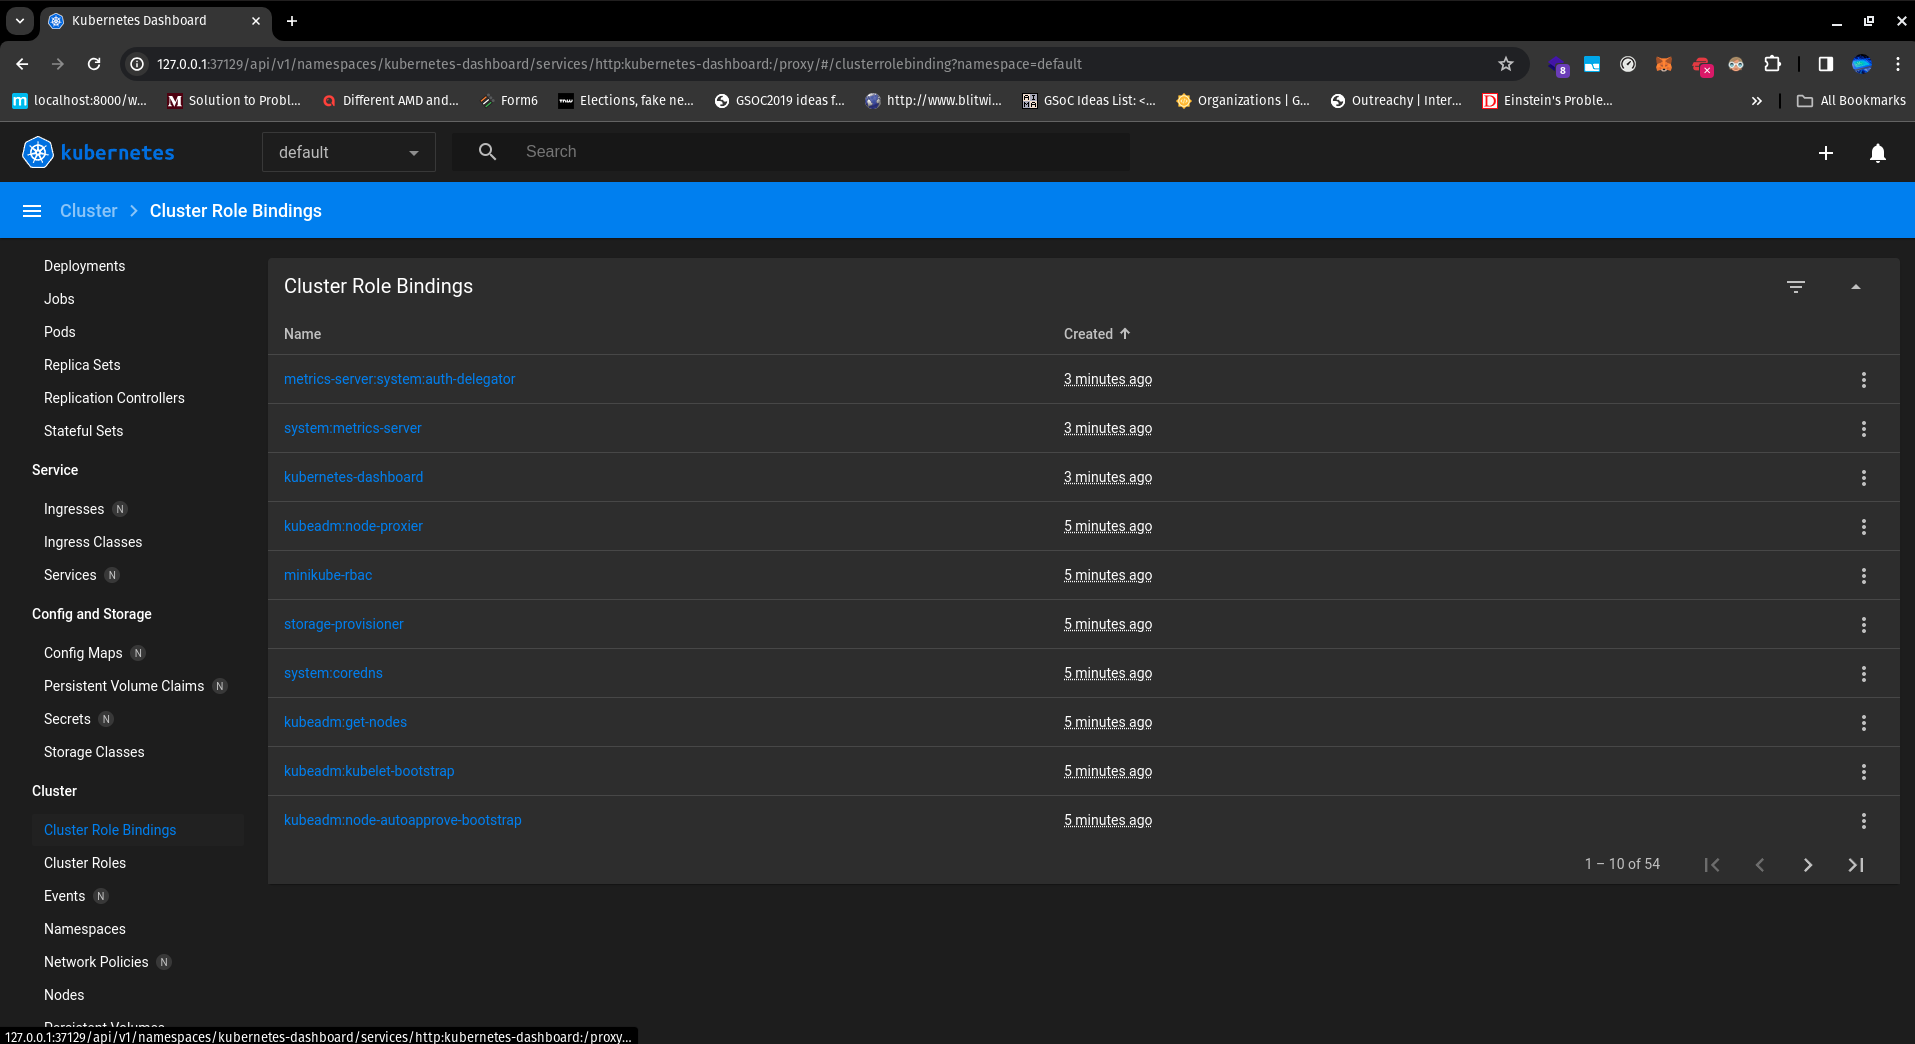 Kubernetes Dashboard
127.0.0.1:37129/api/v1/namespaces/kubernetes-dashboard/services/http:kubernetes-dashboard:/proxy/#/clusterrolebinding?namespace=default
8
localhost:8000/w...
M Solution to Probl...
Different AMD and...
Form6
Elections, fake ne...
GSOC2019 ideas f...
http://www.blitwi...
GSoC Ideas List: <...
Organizations | G...
Outreachy | Inter...
D Einstein's Proble...
All Bookmarks
kubernetes
default
Search
Cluster > Cluster Role Bindings
Deployments
Jobs
Pods
Replica Sets
Replication Controllers
Stateful Sets
Service
Ingresses N
Ingress Classes
Services N
Config and Storage
Config Maps N
Persistent Volume Claims N
Secrets N
Storage Classes
Cluster
Cluster Role Bindings
Cluster Roles
Events N
Namespaces
Network Policies N
Nodes
Persistent Volumes
Cluster Role Bindings
Name Created
metrics-server:system:auth-delegator 3 minutes ago
system:metrics-server 3 minutes ago
kubernetes-dashboard 3 minutes ago
kubeadm:node-proxier 5 minutes ago
minikube-rbac 5 minutes ago
storage-provisioner 5 minutes ago
system:coredns 5 minutes ago
kubeadm:get-nodes 5 minutes ago
kubeadm:kubelet-bootstrap 5 minutes ago
kubeadm:node-autoapprove-bootstrap 5 minutes ago
1 – 10 of 54
127.0.0.1:37129/api/v1/namespaces/kubernetes-dashboard/services/http:kubernetes-dashboard:/proxy...